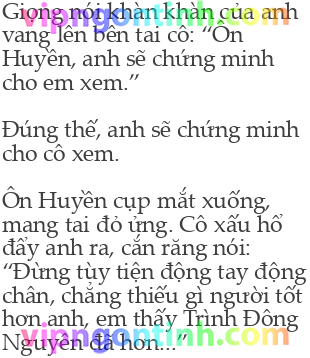 Giọng nói khàn khàn của anh
vang lên bên tai cô: “Ôn
Huyền, anh sẽ chứng minh
cho em xem.”
Đúng thế, anh sẽ chứng minh
cho cô xem.
Ôn Huyền cụp mắt xuống,
mang tai đỏ ửng. Cô xấu hổ
đẩy anh ra, cắn răng nói:
“Đừng tùy tiện động tay động
chân, chẳng thiếu gì người tốt
hơn anh, em thấy Trình Đông
Nguyên đã hơn...”
vipngontinh.com
vipngontinh.com
vipngontinh.com